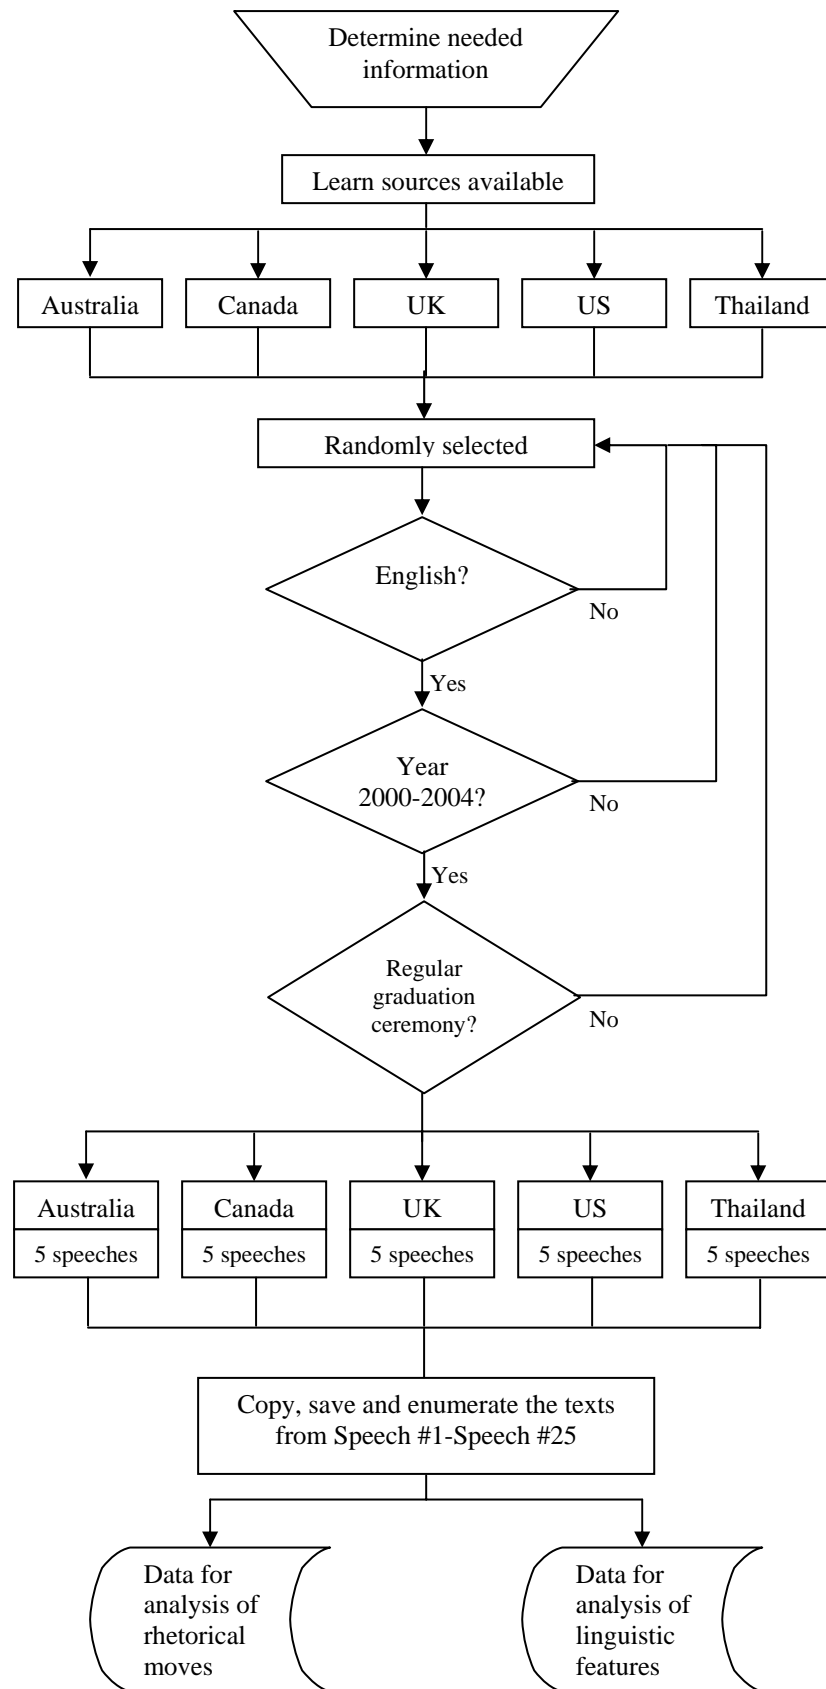 Determine needed
information
Learn sources available
Australia
Canada
UK
US
Thailand
Randomly selected
English?
No
Yes
Year
2000-2004?
No
Yes
Regular
graduation
ceremony?
No
Australia
Canada
UK
US
Thailand
5 speeches
5 speeches
5 speeches
5 speeches
5 speeches
Copy, save and enumerate the texts
from Speech #1-Speech #25
Data for
analysis of
rhetorical
moves
Data for
analysis of
linguistic
features